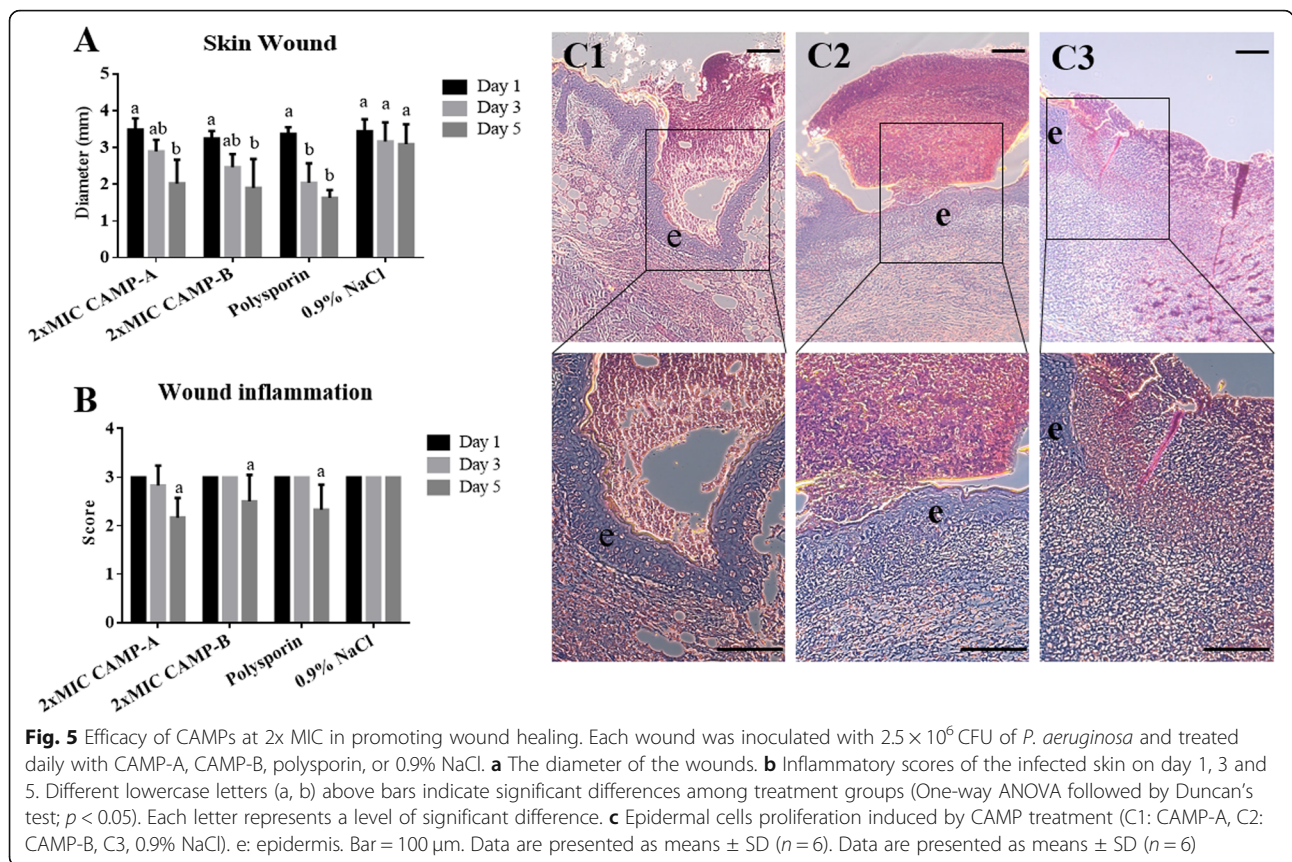 A
Skin Wound
Diameter (mm)
5
4
3
2
1
0
a
ab
b
a
ab
b
a
b
b
a
a
a
Day 1
Day 3
Day 5
2xMIC CAMP-A
2xMIC CAMP-B
Polysporin
0.9% NaCl
B
Wound inflammation
Score
4
3
2
1
0
a
a
a
Day 1
Day 3
Day 5
2xMIC CAMP-A
2xMIC CAMP-B
Polysporin
0.9% NaCl
C1
e
e
C2
e
e
C3
e
e
Fig. 5 Efficacy of CAMPs at 2x MIC in promoting wound healing. Each wound was inoculated with 2.5 × 10⁶ CFU of P. aeruginosa and treated
daily with CAMP-A, CAMP-B, polysporin, or 0.9% NaCl. a The diameter of the wounds. b Inflammatory scores of the infected skin on day 1, 3 and
5. Different lowercase letters (a, b) above bars indicate significant differences among treatment groups (One-way ANOVA followed by Duncan's
test; p < 0.05). Each letter represents a level of significant difference. c Epidermal cells proliferation induced by CAMP treatment (C1: CAMP-A, C2:
CAMP-B, C3, 0.9% NaCl). e: epidermis. Bar = 100 μm. Data are presented as means ± SD (n = 6). Data are presented as means ± SD (n = 6)